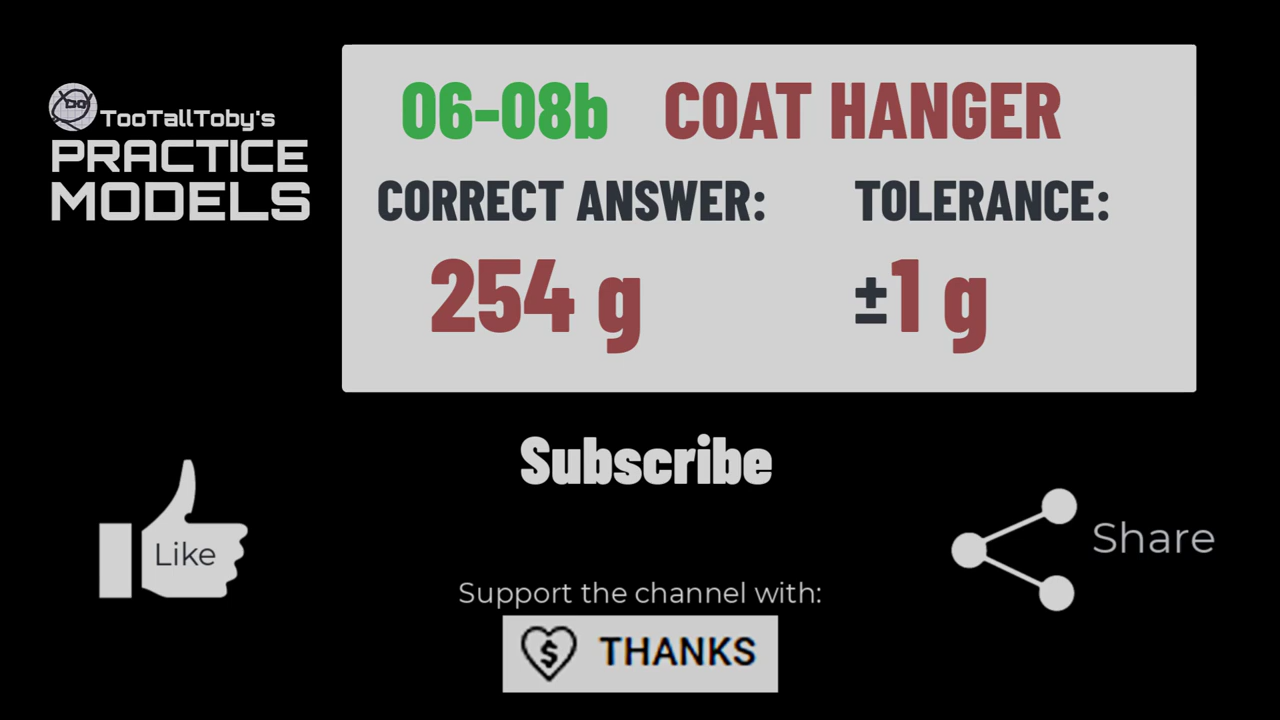 TooTallToby's
PRACTICE
MODELS
06-08b COAT HANGER
CORRECT ANSWER: TOLERANCE:
254 g ±1 g
Subscribe
Like
Share
Support the channel with:
$ THANKS